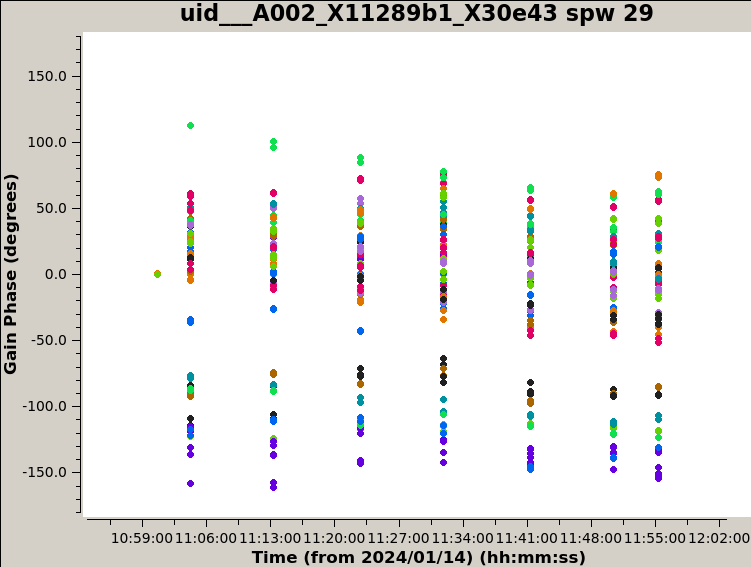 uid___A002_X11289b1_X30e43 spw 29
150.0
100.0
50.0
0.0
-50.0
-100.0
-150.0
Gain Phase (degrees)
10:59:00 11:06:00 11:13:00 11:20:00 11:27:00 11:34:00 11:41:00 11:48:00 11:55:00 12:02:00
Time (from 2024/01/14) (hh:mm:ss)